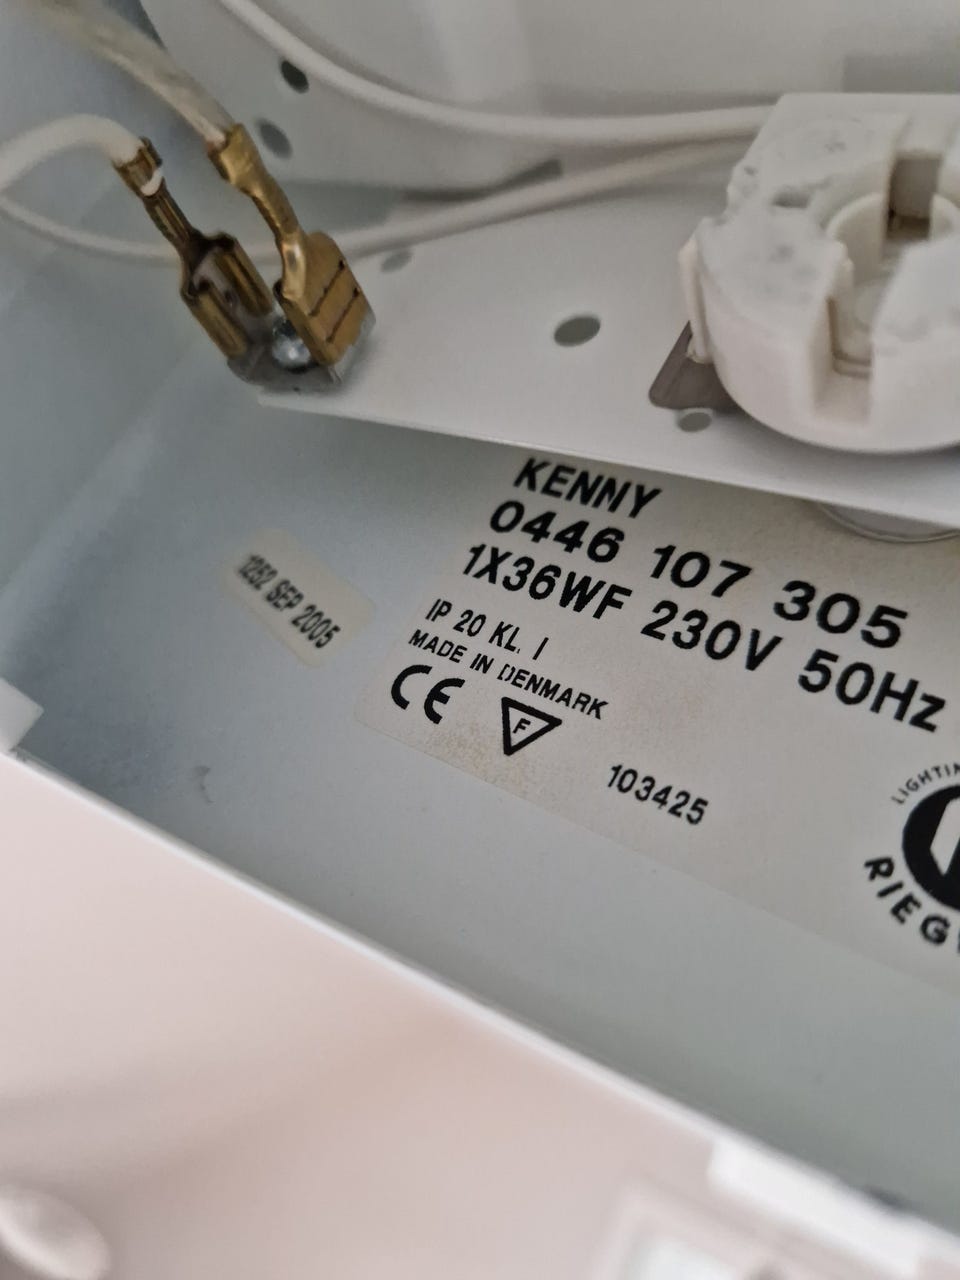 KENNY
0446 107 305
1X36WF 230V 50Hz
IP 20 KL. I
MADE IN DENMARK
CE
F
103425
1252 SEP 2005